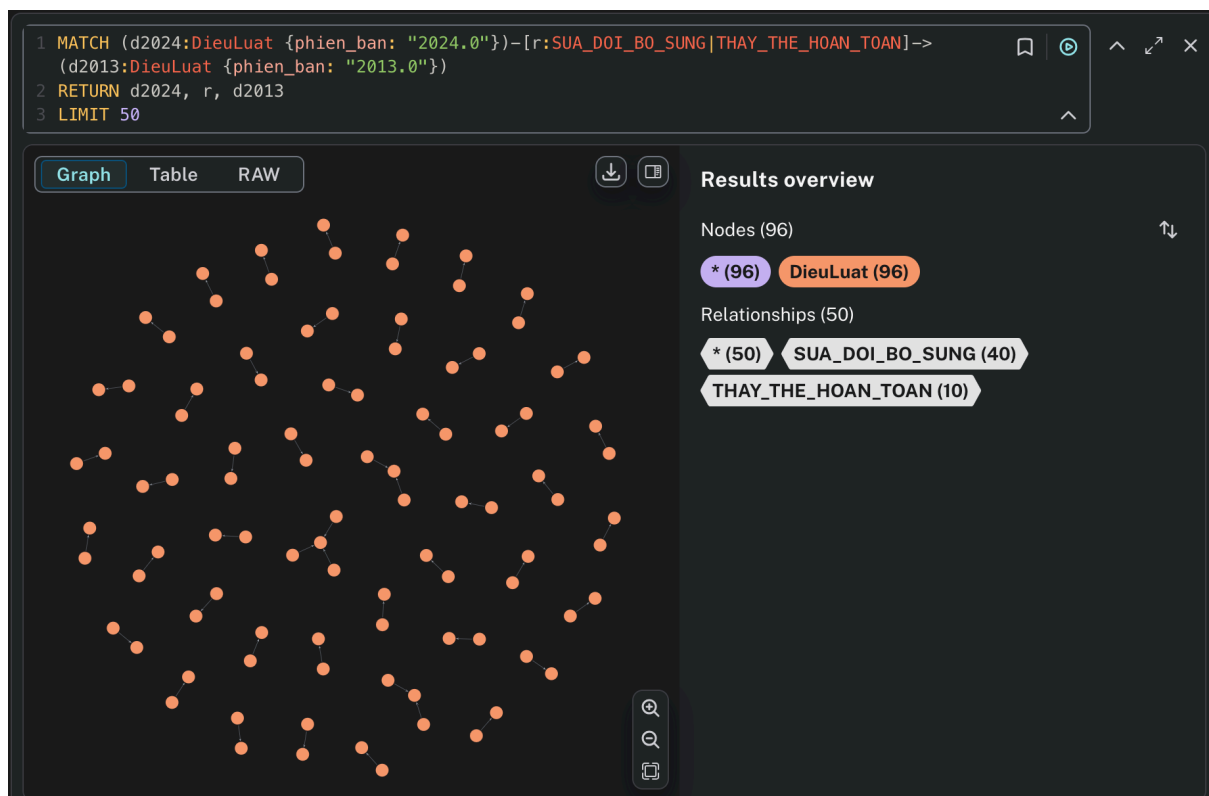 1 MATCH (d2024:DieuLuat {phien_ban: "2024.0"})-[r:SUA_DOI_BO_SUNG|THAY_THE_HOAN_TOAN]->
(d2013:DieuLuat {phien_ban: "2013.0"})
2 RETURN d2024, r, d2013
3 LIMIT 50
Graph Table RAW
Results overview
Nodes (96)
* (96) DieuLuat (96)
Relationships (50)
* (50) SUA_DOI_BO_SUNG (40)
THAY_THE_HOAN_TOAN (10)